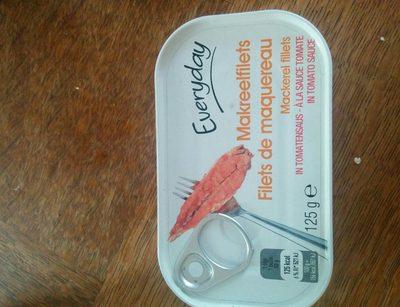 Everyday
Makreelfilets
Filets de maquereau
Mackerel fillets
IN TOMATENSAUS - À LA SAUCE TOMATE
IN TOMATO SAUCE
125 g e
125 kcal